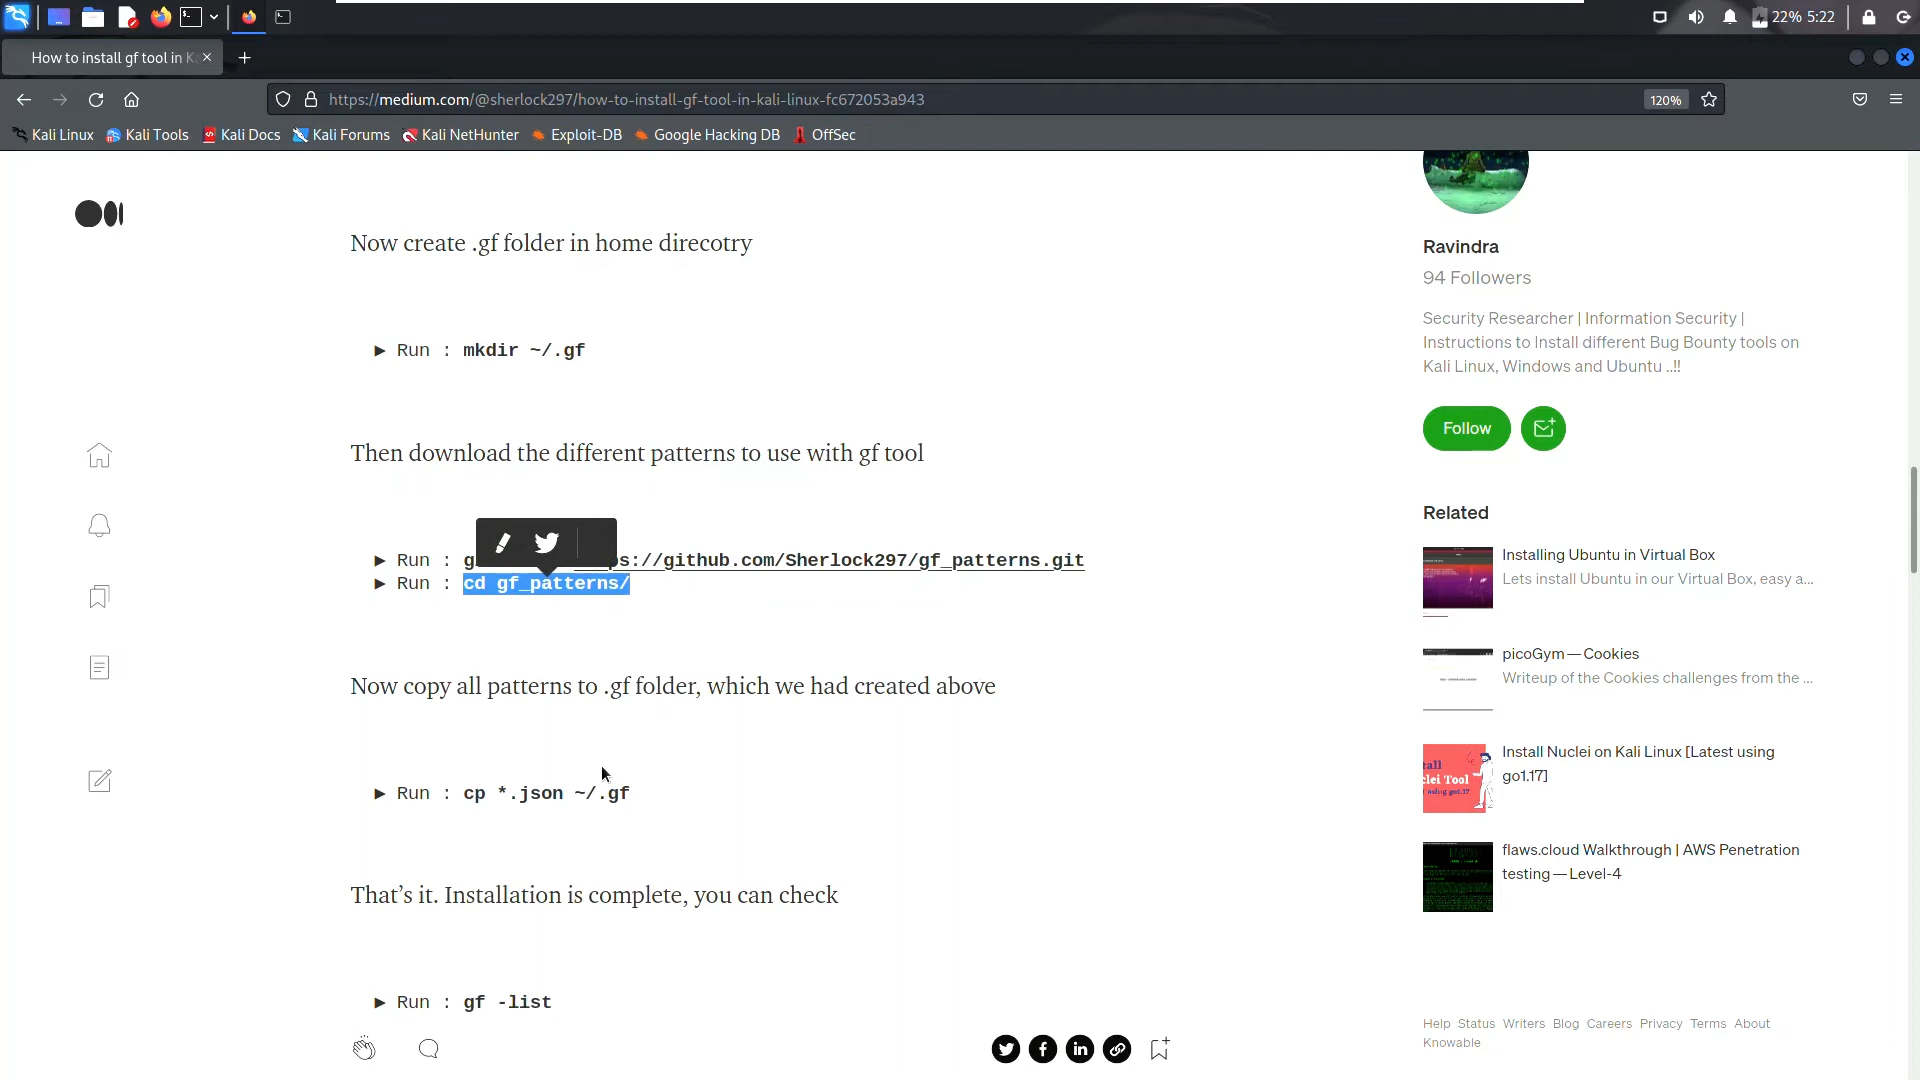 22% 5:22
How to install gf tool in K
https://medium.com/@sherlock297/how-to-install-gf-tool-in-kali-linux-fc672053a943
120%
Kali Linux
Kali Tools
Kali Docs
Kali Forums
Kali NetHunter
Exploit-DB
Google Hacking DB
OffSec
Now create .gf folder in home direcotry
► Run : mkdir ~/.gf
Then download the different patterns to use with gf tool
► Run : g ps://github.com/Sherlock297/gf_patterns.git
► Run : cd gf_patterns/
Now copy all patterns to .gf folder, which we had created above
► Run : cp *.json ~/.gf
That's it. Installation is complete, you can check
► Run : gf -list
Ravindra
94 Followers
Security Researcher | Information Security |
Instructions to Install different Bug Bounty tools on
Kali Linux, Windows and Ubuntu ..!!
Follow
Related
Installing Ubuntu in Virtual Box
Lets install Ubuntu in our Virtual Box, easy a...
picoGym — Cookies
Writeup of the Cookies challenges from the ...
Install Nuclei on Kali Linux [Latest using
go1.17]
flaws.cloud Walkthrough | AWS Penetration
testing — Level-4
Help Status Writers Blog Careers Privacy Terms About
Knowable